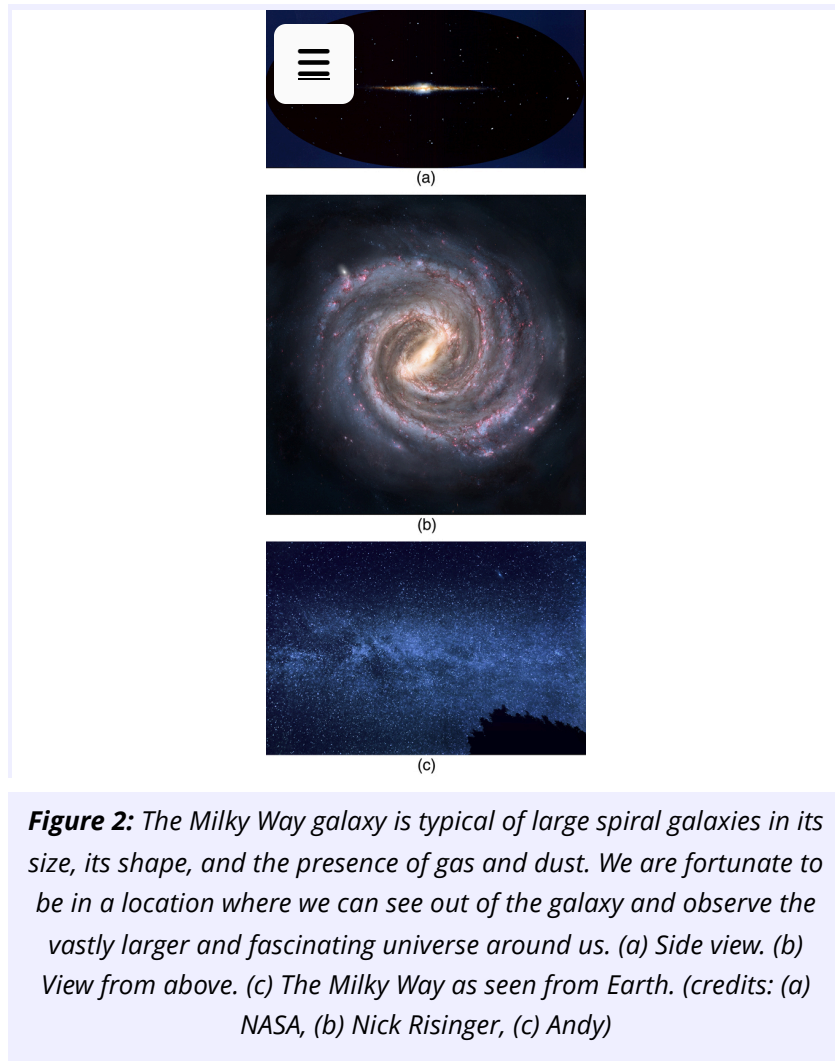 (a)
(b)
(c)
Figure 2: The Milky Way galaxy is typical of large spiral galaxies in its
size, its shape, and the presence of gas and dust. We are fortunate to
be in a location where we can see out of the galaxy and observe the
vastly larger and fascinating universe around us. (a) Side view. (b)
View from above. (c) The Milky Way as seen from Earth. (credits: (a)
NASA, (b) Nick Risinger, (c) Andy)